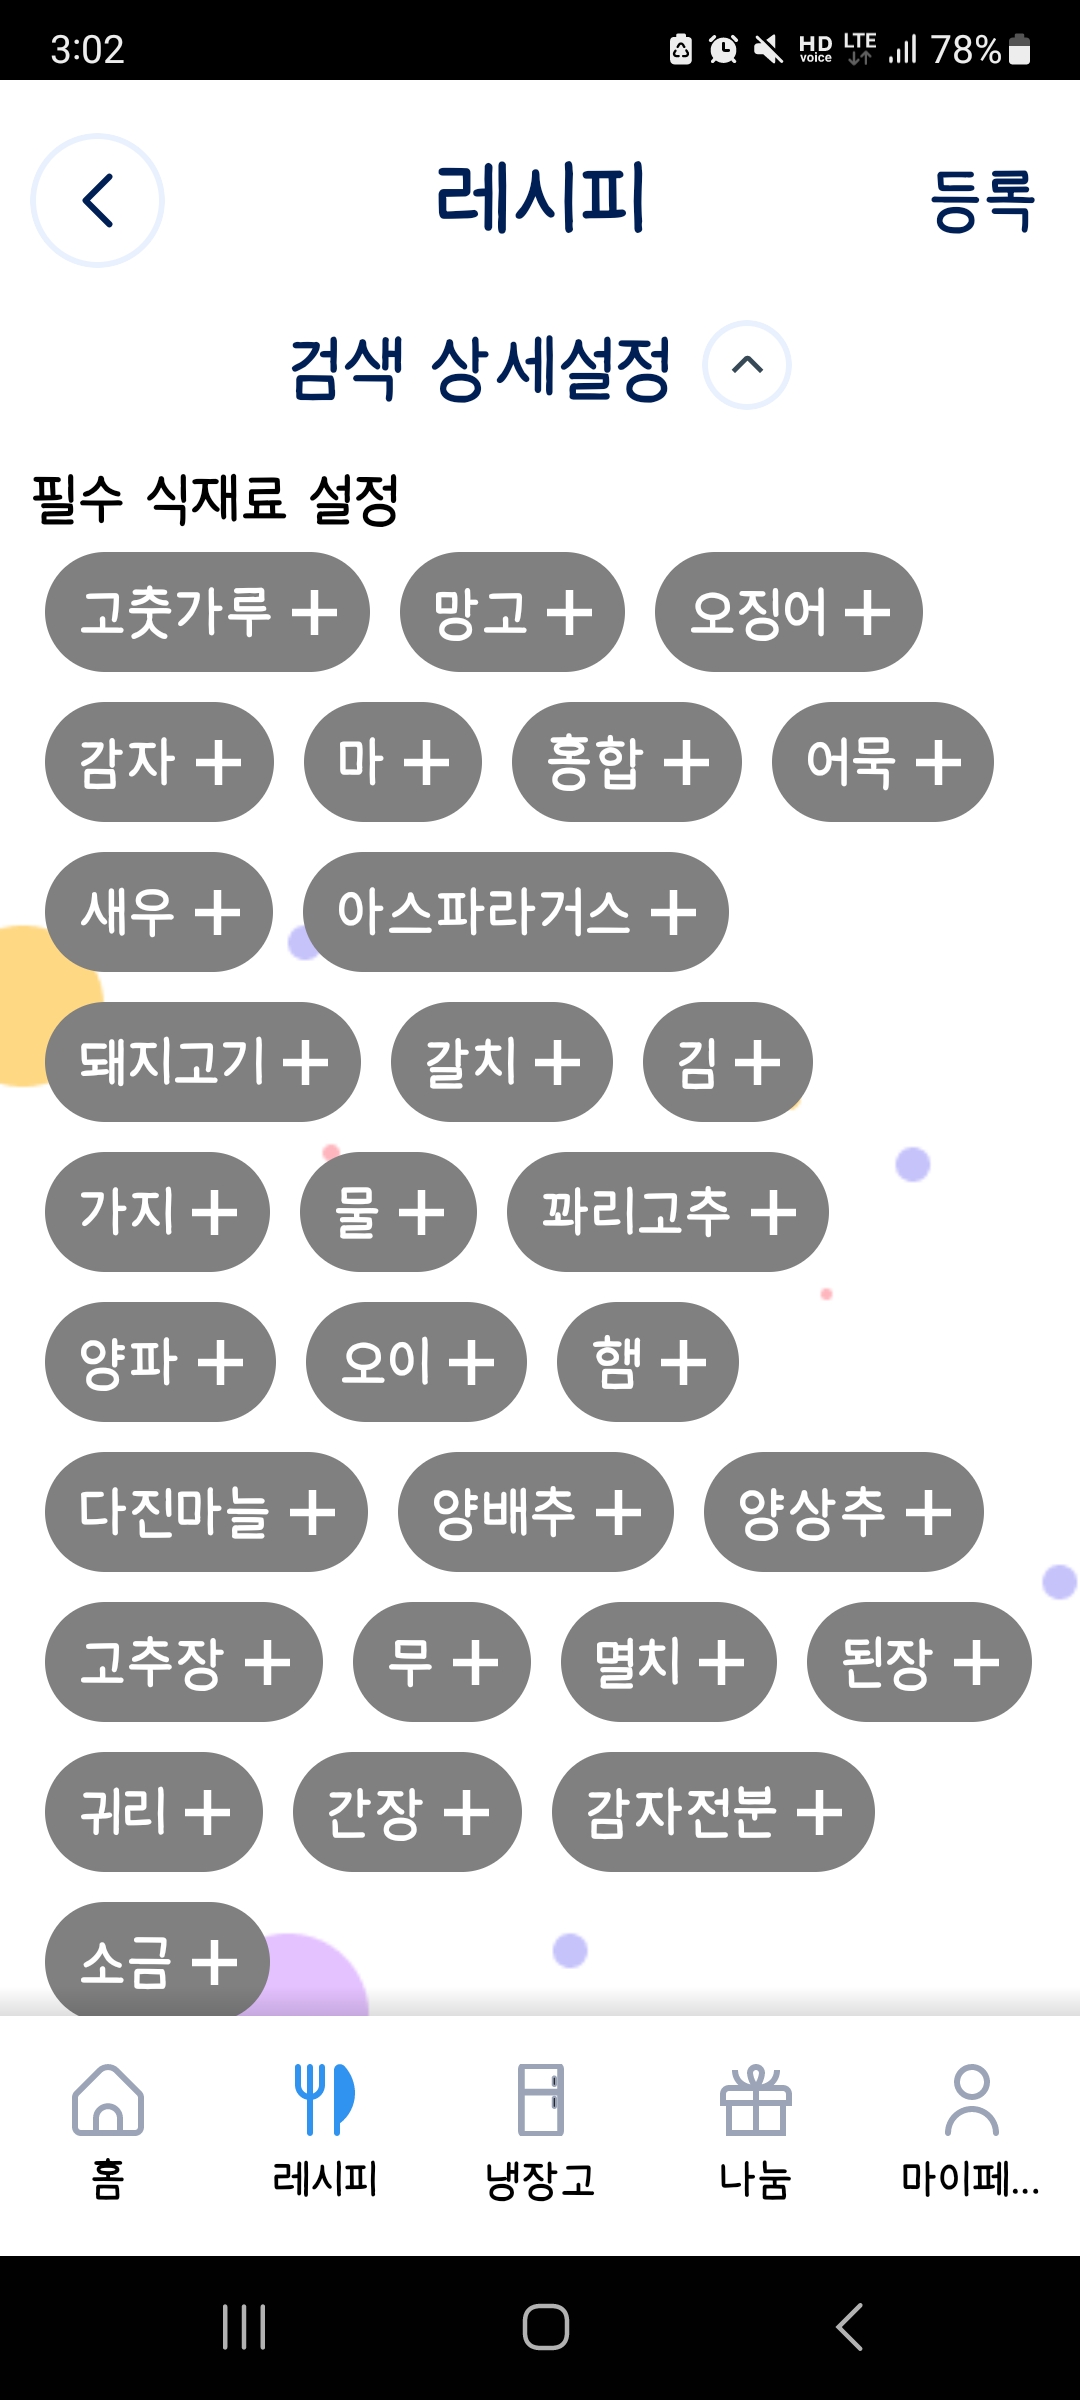 3:02 HD voice LTE 78%
레시피 등록
검색 상세설정
필수 식재료 설정
고춧가루 + 망고 + 오징어 +
감자 + 마 + 홍합 + 어묵 +
새우 + 아스파라거스 +
돼지고기 + 갈치 + 김 +
가지 + 물 + 꽈리고추 +
양파 + 오이 + 햄 +
다진마늘 + 양배추 + 양상추 +
고추장 + 무 + 멸치 + 된장 +
귀리 + 간장 + 감자전분 +
소금 +
홈 레시피 냉장고 나눔 마이페...